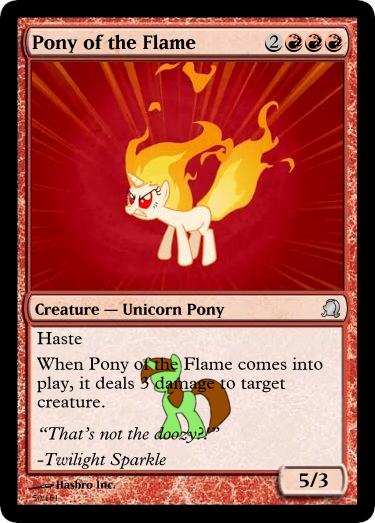 Pony of the Flame 2
Creature — Unicorn Pony
Haste
When Pony of the Flame comes into
play, it deals damage to target
creature.
“That's not the doozy?!”
-Twilight Sparkle
Hasbro Inc.
5/3